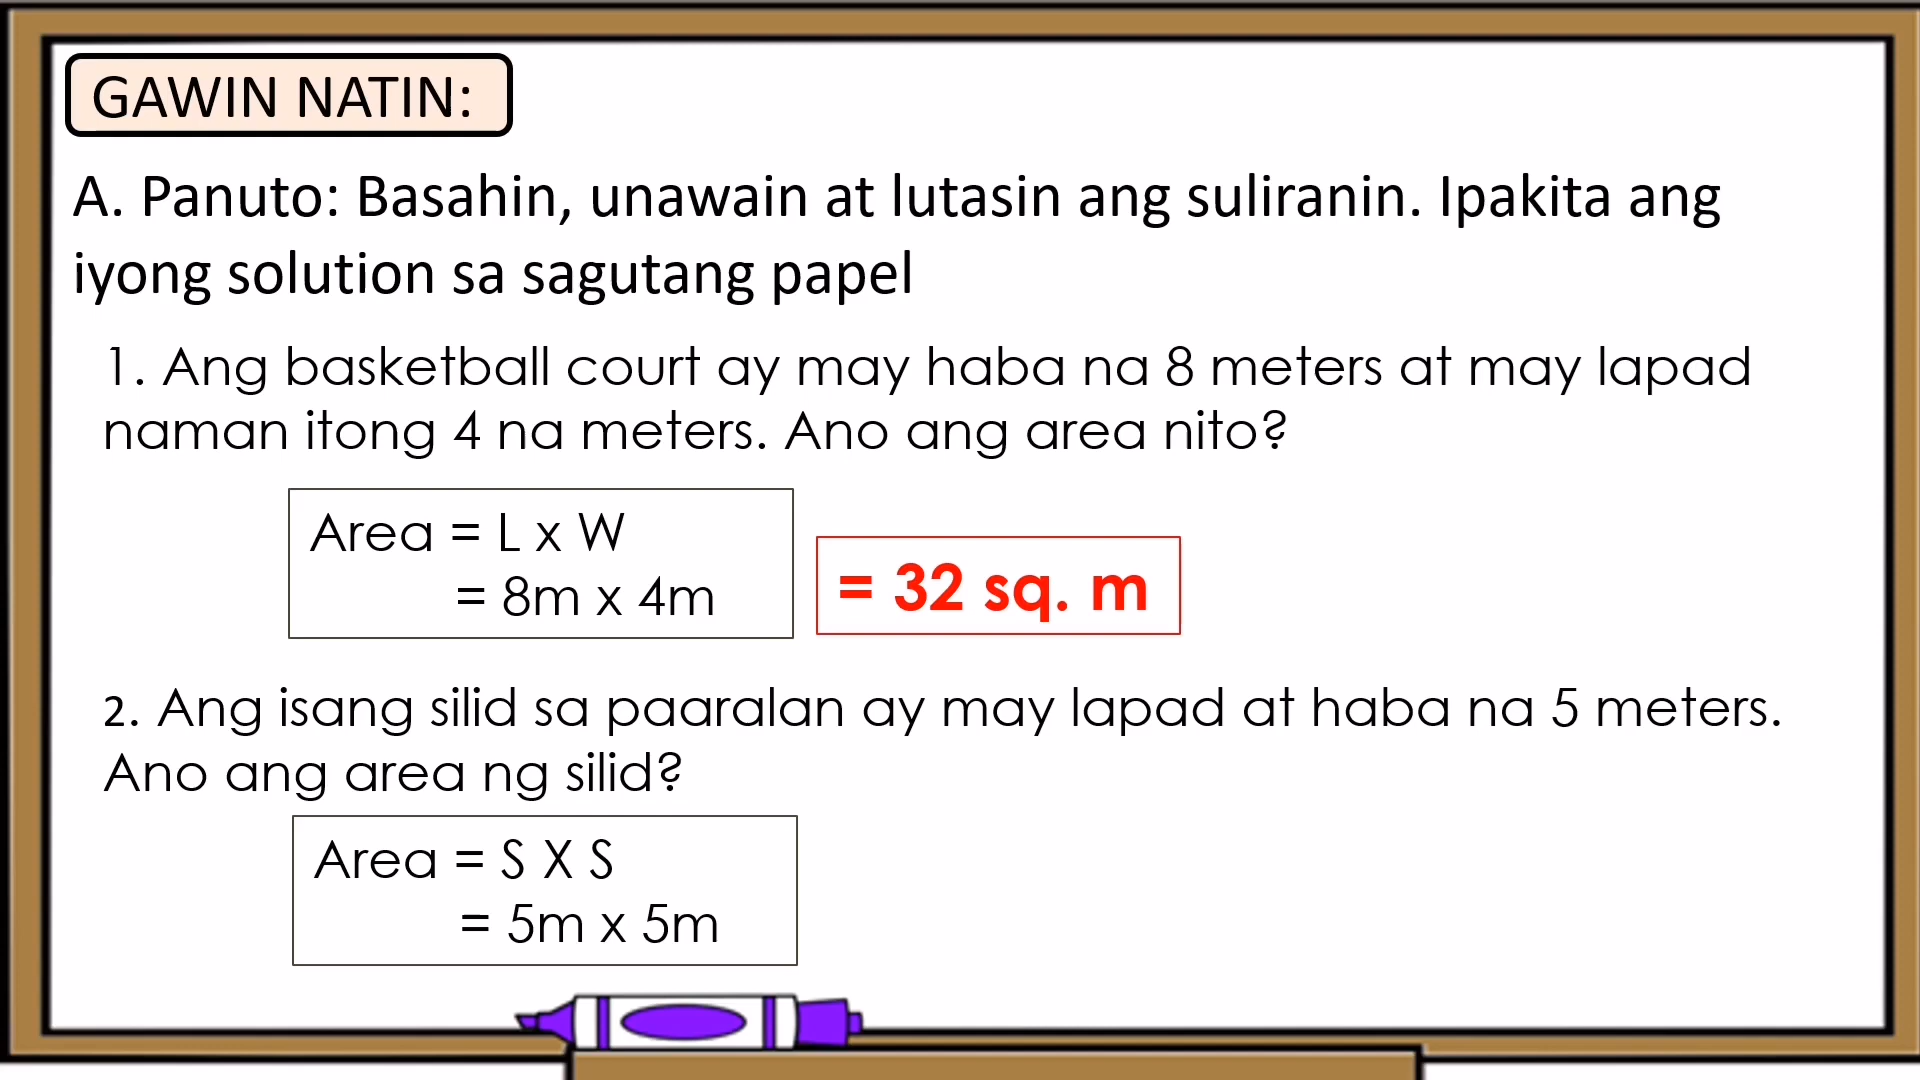 GAWIN NATIN:
A. Panuto: Basahin, unawain at lutasin ang suliranin. Ipakita ang
iyong solution sa sagutang papel
1. Ang basketball court ay may haba na 8 meters at may lapad
naman itong 4 na meters. Ano ang area nito?
Area = L x W
= 8m x 4m
= 32 sq. m
2. Ang isang silid sa paaralan ay may lapad at haba na 5 meters.
Ano ang area ng silid?
Area = S X S
= 5m x 5m